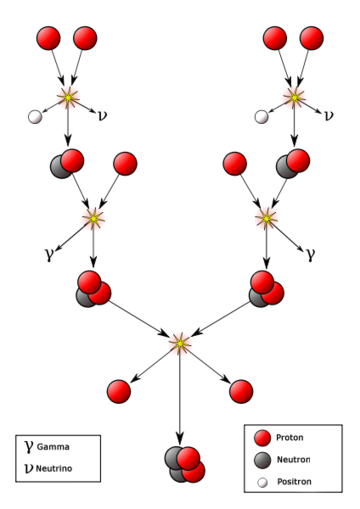 ν
ν
γ
γ
γ Gamma
ν Neutrino
Proton
Neutron
Positron